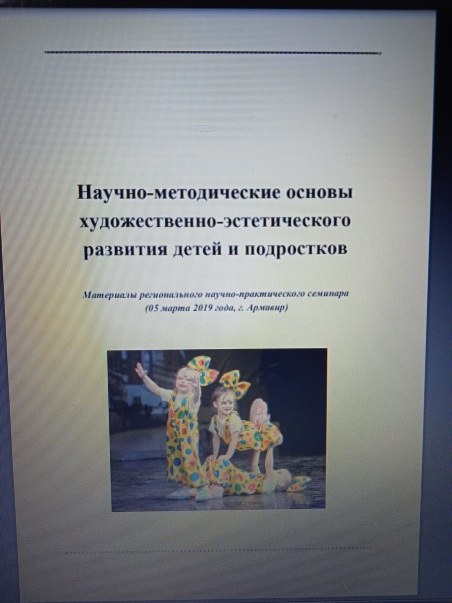 Научно-методические основы
художественно-эстетического
развития детей и подростков
Материалы регионального научно-практического семинара
(05 марта 2019 года, г. Армавир)